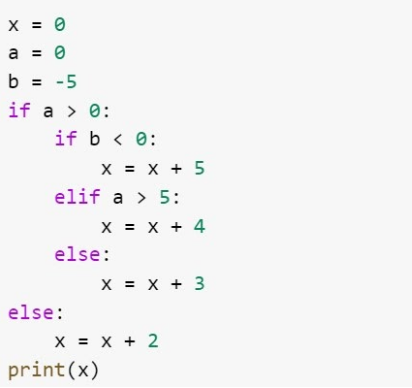 x = 0
a = 0
b = -5
if a > 0:
    if b < 0:
        x = x + 5
    elif a > 5:
        x = x + 4
    else:
        x = x + 3
else:
    x = x + 2
print(x)